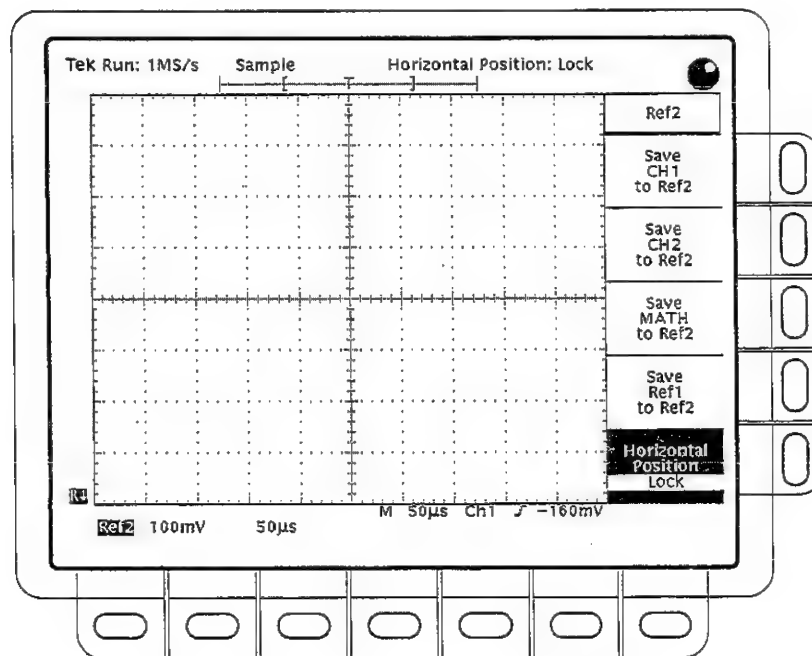 Tek Run: 1MS/s Sample Horizontal Position: Lock
Ref2
Save
CH1
to Ref2
Save
CH2
to Ref2
Save
MATH
to Ref2
Save
Ref1
to Ref2
Horizontal
Position
Lock
M 50µs Ch1 ƒ -160mV
Ref2 100mV 50µs